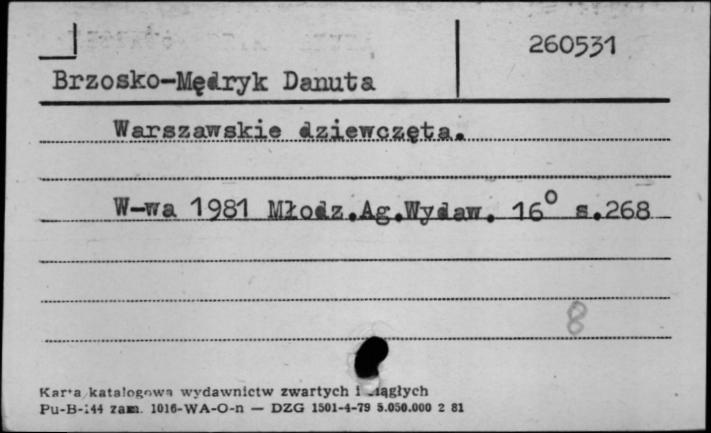 260531
Brzosko-Mędryk Danuta
Warszawskie dziewczęta.
W-wa 1981 Młodz.Ag.Wydaw. 16° s.268
8
Karta katalogowa wydawnictw zwartych i ciągłych
Pu-B-144 zam. 1016-WA-O-n — DZG 1501-4-79 5.050.000 2 81